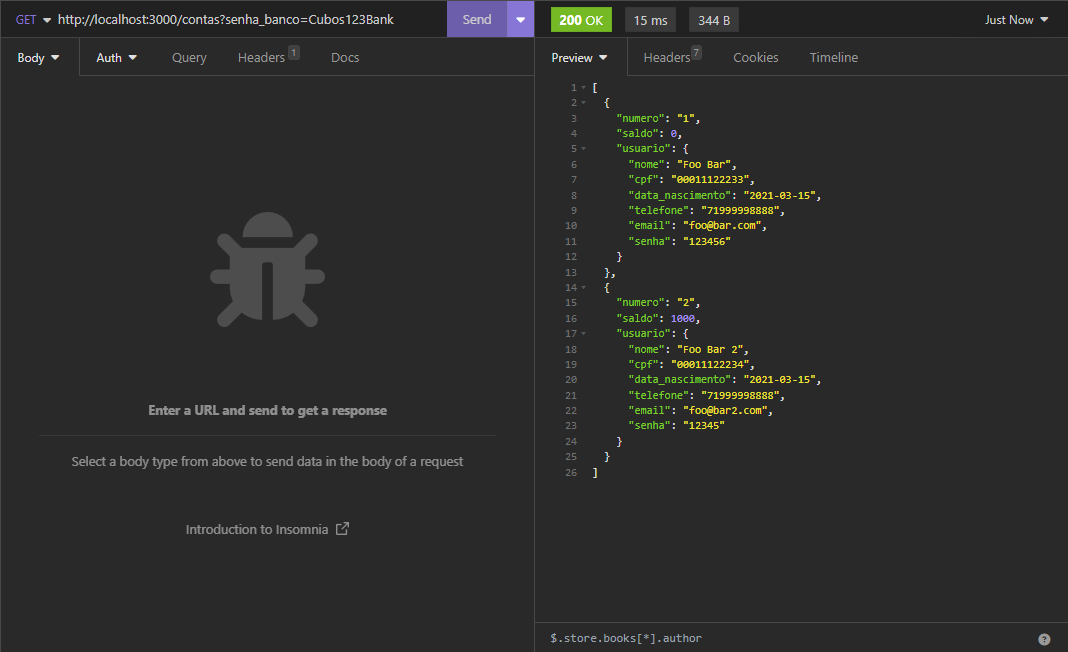 GET http://localhost:3000/contas?senha_banco=Cubos123Bank Send
Body Auth Query Headers 1 Docs
Enter a URL and send to get a response
Select a body type from above to send data in the body of a request
Introduction to Insomnia
200 OK 15 ms 344 B Just Now
Preview Headers 7 Cookies Timeline
1 [
2 {
3 "numero": "1",
4 "saldo": 0,
5 "usuario": {
6 "nome": "Foo Bar",
7 "cpf": "00011122233",
8 "data_nascimento": "2021-03-15",
9 "telefone": "71999998888",
10 "email": "foo@bar.com",
11 "senha": "123456"
12 }
13 },
14 {
15 "numero": "2",
16 "saldo": 1000,
17 "usuario": {
18 "nome": "Foo Bar 2",
19 "cpf": "00011122234",
20 "data_nascimento": "2021-03-15",
21 "telefone": "71999998888",
22 "email": "foo@bar2.com",
23 "senha": "12345"
24 }
25 }
26 ]
$.store.books[*].author ?